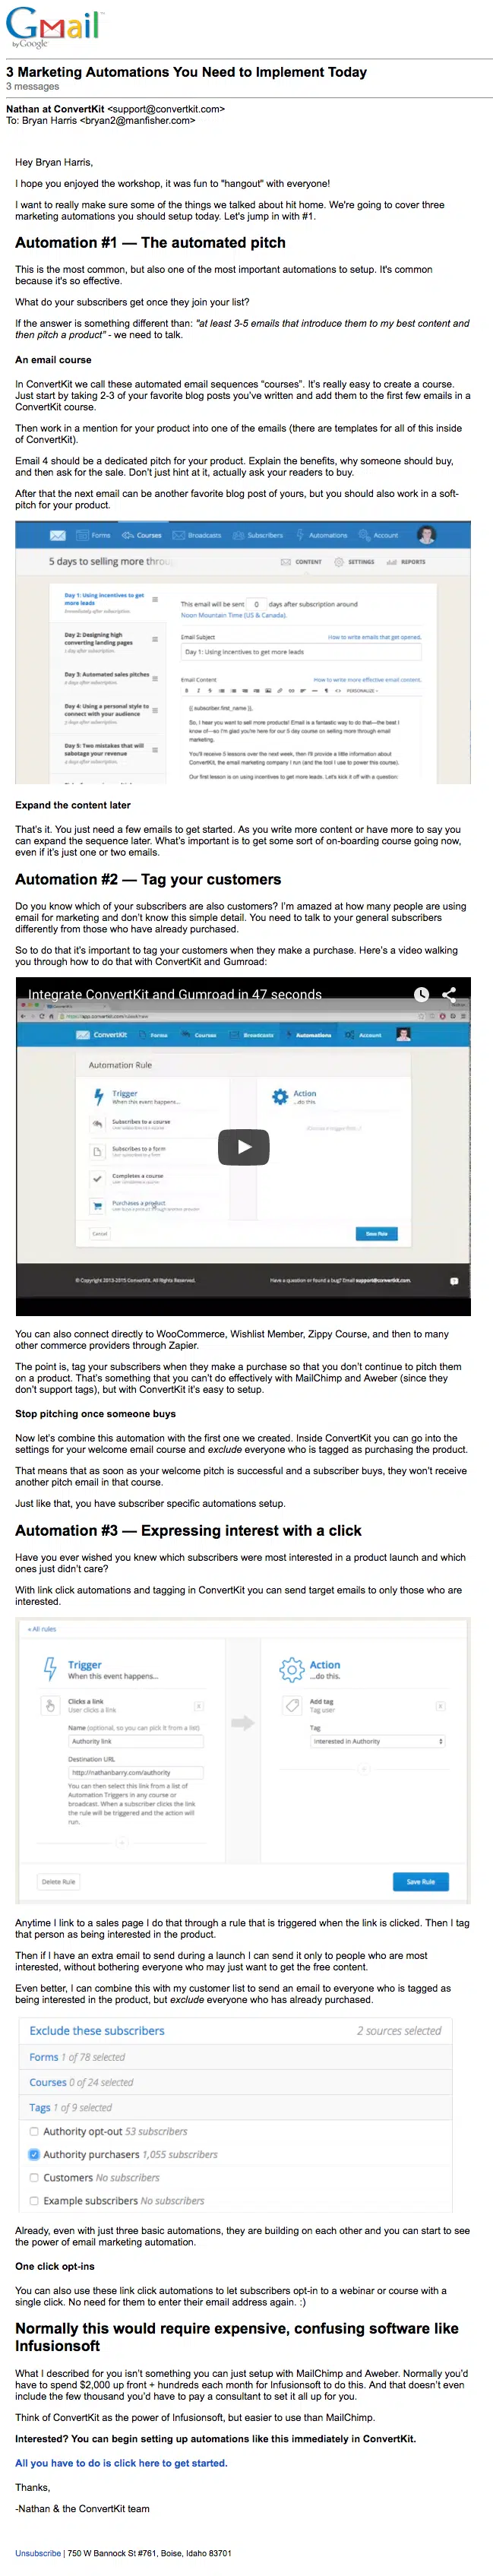 Gmail
by Google
3 Marketing Automations You Need to Implement Today
3 messages
Nathan at ConvertKit <support@convertkit.com>
To: Bryan Harris <bryan2@manfisher.com>
Hey Bryan Harris,
I hope you enjoyed the workshop, it was fun to "hangout" with everyone!
I want to really make sure some of the things we talked about hit home. We're going to cover three
marketing automations you should setup today. Let's jump in with #1.
Automation #1 — The automated pitch
This is the most common, but also one of the most important automations to setup. It's common
because it's so effective.
What do your subscribers get once they join your list?
If the answer is something different than: "at least 3-5 emails that introduce them to my best content and
then pitch a product" - we need to talk.
An email course
In ConvertKit we call these automated email sequences “courses”. It’s really easy to create a course.
Just start by taking 2-3 of your favorite blog posts you’ve written and add them to the first few emails in a
ConvertKit course.
Then work in a mention for your product into one of the emails (there are templates for all of this inside
of ConvertKit).
Email 4 should be a dedicated pitch for your product. Explain the benefits, why someone should buy,
and then ask for the sale. Don’t just hint at it, actually ask your readers to buy.
After that the next email can be another favorite blog post of yours, but you should also work in a soft-
pitch for your product.
Forms Courses Broadcasts Subscribers Automations Account
5 days to selling more throu
CONTENT SETTINGS REPORTS
Day 1: Using incentives to get
more leads
Immediately after subscription.
Day 2: Designing high
converting landing pages
1 day after subscription.
Day 3: Automated sales pitches
2 days after subscription.
Day 4: Using a personal style to
connect with your audience
3 days after subscription.
Day 5: Two mistakes that will
sabotage your revenue
4 days after subscription.
This email will be sent 0 days after subscription around
Noon Mountain Time (US & Canada).
Email Subject How to write emails that get opened.
Day 1: Using incentives to get more leads
Email Content How to write more effective email content.
PERSONALIZE
{{ subscriber.first_name }},
So, I hear you want to sell more products! Email is a fantastic way to do that—the best I
know of—so I'm glad you're here for our 5 day course on selling more through email
marketing.
You'll receive 5 lessons over the next week, then I'll provide a little information about
ConvertKit, the email marketing company I run (and the tool I use to power this course).
Our first lesson is on using incentives to get more leads. Let's kick it off with a question:
Expand the content later
That’s it. You just need a few emails to get started. As you write more content or have more to say you
can expand the sequence later. What’s important is to get some sort of on-boarding course going now,
even if it’s just one or two emails.
Automation #2 — Tag your customers
Do you know which of your subscribers are also customers? I’m amazed at how many people are using
email for marketing and don’t know this simple detail. You need to talk to your general subscribers
differently from those who have already purchased.
So to do that it’s important to tag your customers when they make a purchase. Here’s a video walking
you through how to do that with ConvertKit and Gumroad:
Integrate ConvertKit and Gumroad in 47 seconds
ConvertKit Forms Courses Broadcasts Automations Account
Automation Rule
Trigger
When this event happens...
Action
...do this.
Subscribes to a course
Subscribes to a form
Completes a course
Purchases a product
Cancel
Save Rule
© Copyright 2013-2015 ConvertKit. All Rights Reserved.
Have a question or found a bug? Email support@convertkit.com.
You can also connect directly to WooCommerce, Wishlist Member, Zippy Course, and then to many
other commerce providers through Zapier.
The point is, tag your subscribers when they make a purchase so that you don’t continue to pitch them
on a product. That’s something that you can’t do effectively with MailChimp and Aweber (since they
don’t support tags), but with ConvertKit it’s easy to setup.
Stop pitching once someone buys
Now let’s combine this automation with the first one we created. Inside ConvertKit you can go into the
settings for your welcome email course and exclude everyone who is tagged as purchasing the product.
That means that as soon as your welcome pitch is successful and a subscriber buys, they won’t receive
another pitch email in that course.
Just like that, you have subscriber specific automations setup.
Automation #3 — Expressing interest with a click
Have you ever wished you knew which subscribers were most interested in a product launch and which
ones just didn’t care?
With link click automations and tagging in ConvertKit you can send target emails to only those who are
interested.
« All rules
Trigger
When this event happens...
Action
...do this.
Clicks a link
User clicks a link
Name (optional, so you can pick it from a list)
Authority link
Destination URL
http://nathanbarry.com/authority
You can then select this link from a list of
Automation Triggers in any course or
broadcast. When a subscriber clicks the link
the rule will be triggered and the action will
run.
Add tag
Tag user
Tag
Interested in Authority
Delete Rule
Save Rule
Anytime I link to a sales page I do that through a rule that is triggered when the link is clicked. Then I tag
that person as being interested in the product.
Then if I have an extra email to send during a launch I can send it only to people who are most
interested, without bothering everyone who may just want to get the free content.
Even better, I can combine this with my customer list to send an email to everyone who is tagged as
being interested in the product, but exclude everyone who has already purchased.
Exclude these subscribers 2 sources selected
Forms 1 of 78 selected
Courses 0 of 24 selected
Tags 1 of 9 selected
Authority opt-out 53 subscribers
Authority purchasers 1,055 subscribers
Customers No subscribers
Example subscribers No subscribers
Already, even with just three basic automations, they are building on each other and you can start to see
the power of email marketing automation.
One click opt-ins
You can also use these link click automations to let subscribers opt-in to a webinar or course with a
single click. No need for them to enter their email address again. :)
Normally this would require expensive, confusing software like
Infusionsoft
What I described for you isn’t something you can just setup with MailChimp and Aweber. Normally you’d
have to spend $2,000 up front + hundreds each month for Infusionsoft to do this. And that doesn’t even
include the few thousand you’d have to pay a consultant to set it all up for you.
Think of ConvertKit as the power of Infusionsoft, but easier to use than MailChimp.
Interested? You can begin setting up automations like this immediately in ConvertKit.
All you have to do is click here to get started.
Thanks,
-Nathan & the ConvertKit team
Unsubscribe | 750 W Bannock St #761, Boise, Idaho 83701